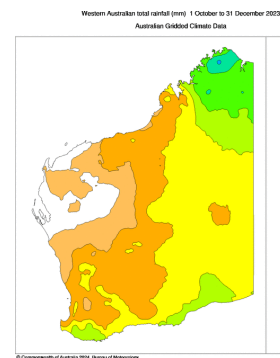 Western Australian total rainfall (mm) 1 October to 31 December 2023
Australian Gridded Climate Data
© Commonwealth of Australia 2024, Bureau of Meteorology